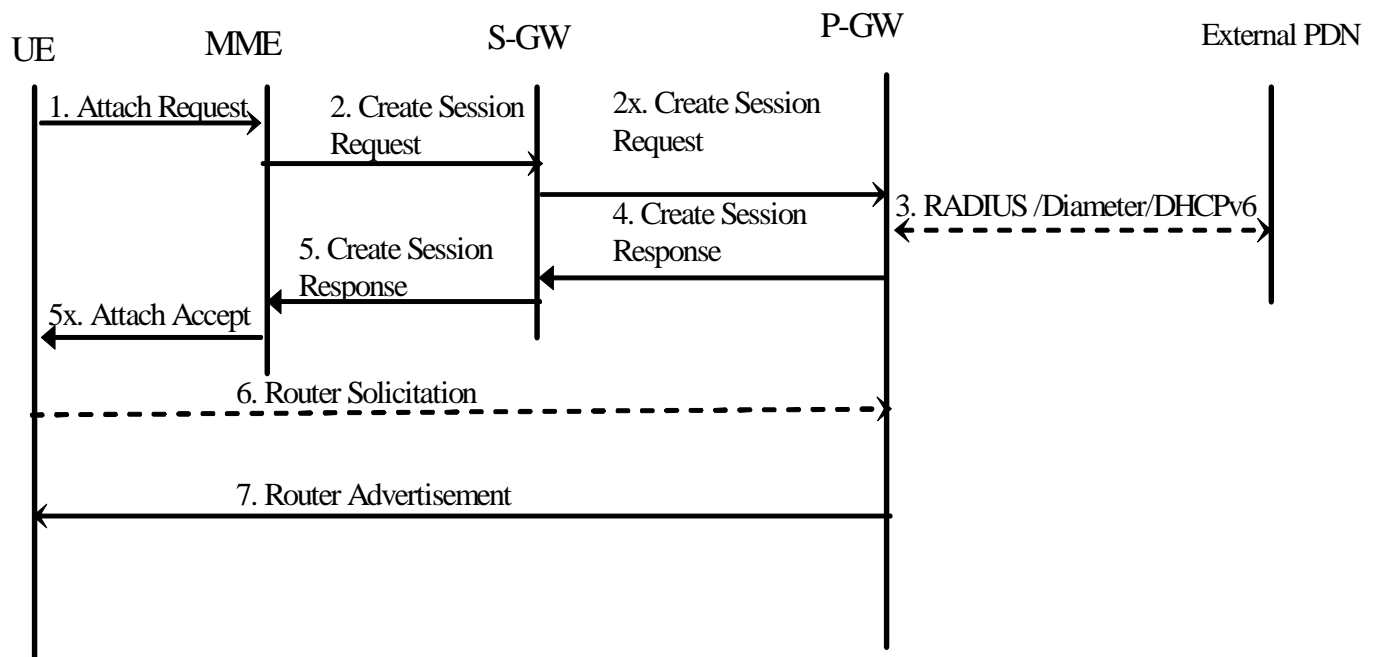 UE
MME
S-GW
P-GW
External PDN
1. Attach Request
2. Create Session
Request
2x. Create Session
Request
3. RADIUS /Diameter/DHCPv6
4. Create Session
Response
5. Create Session
Response
5x. Attach Accept
6. Router Solicitation
7. Router Advertisement